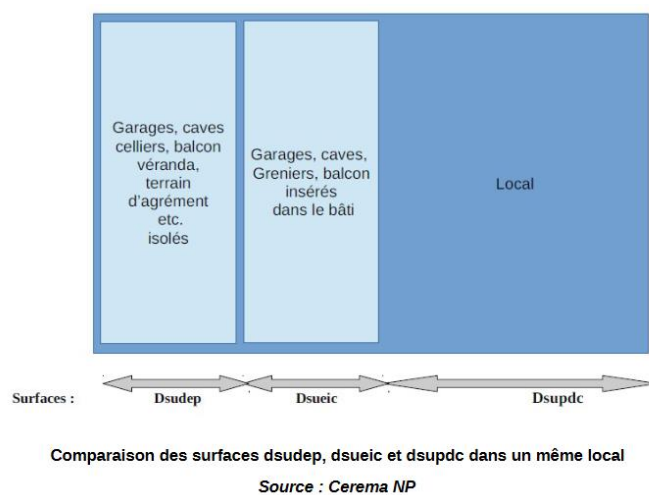 Garages, caves
celliers, balcon
véranda,
terrain
d'agrément
etc.
isolés
Garages, caves,
Greniers, balcon
insérés
dans le bâti
Local
Surfaces :
Dsudep
Dsueic
Dsupdc
Comparaison des surfaces dsudep, dsueic et dsupdc dans un même local
Source : Cerema NP